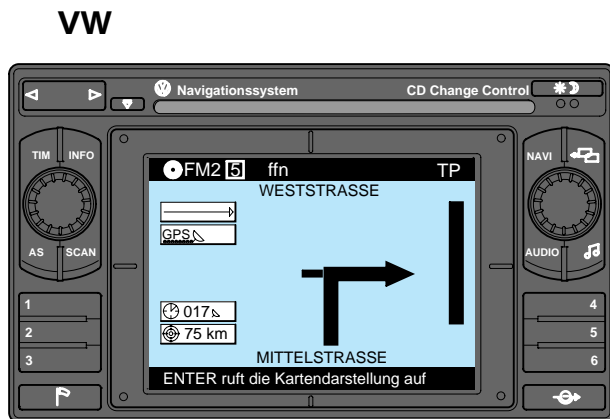 VW
Navigationssystem
CD Change Control
TIM INFO
NAVI
FM2 5 ffn TP
WESTSTRASSE
GPS
AS SCAN
AUDIO
017
75 km
MITTELSTRASSE
ENTER ruft die Kartendarstellung auf
1
2
3
4
5
6